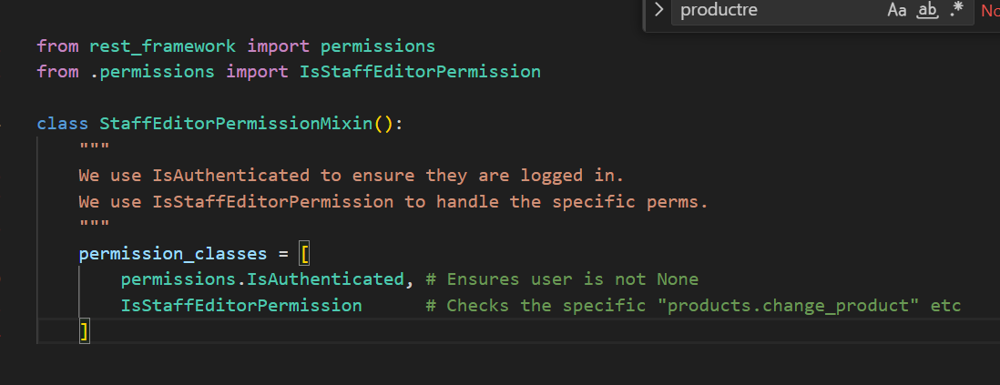 productre Aa ab .* No
from rest_framework import permissions
from .permissions import IsStaffEditorPermission
class StaffEditorPermissionMixin():
"""
We use IsAuthenticated to ensure they are logged in.
We use IsStaffEditorPermission to handle the specific perms.
"""
permission_classes = [
permissions.IsAuthenticated, # Ensures user is not None
IsStaffEditorPermission # Checks the specific "products.change_product" etc
]